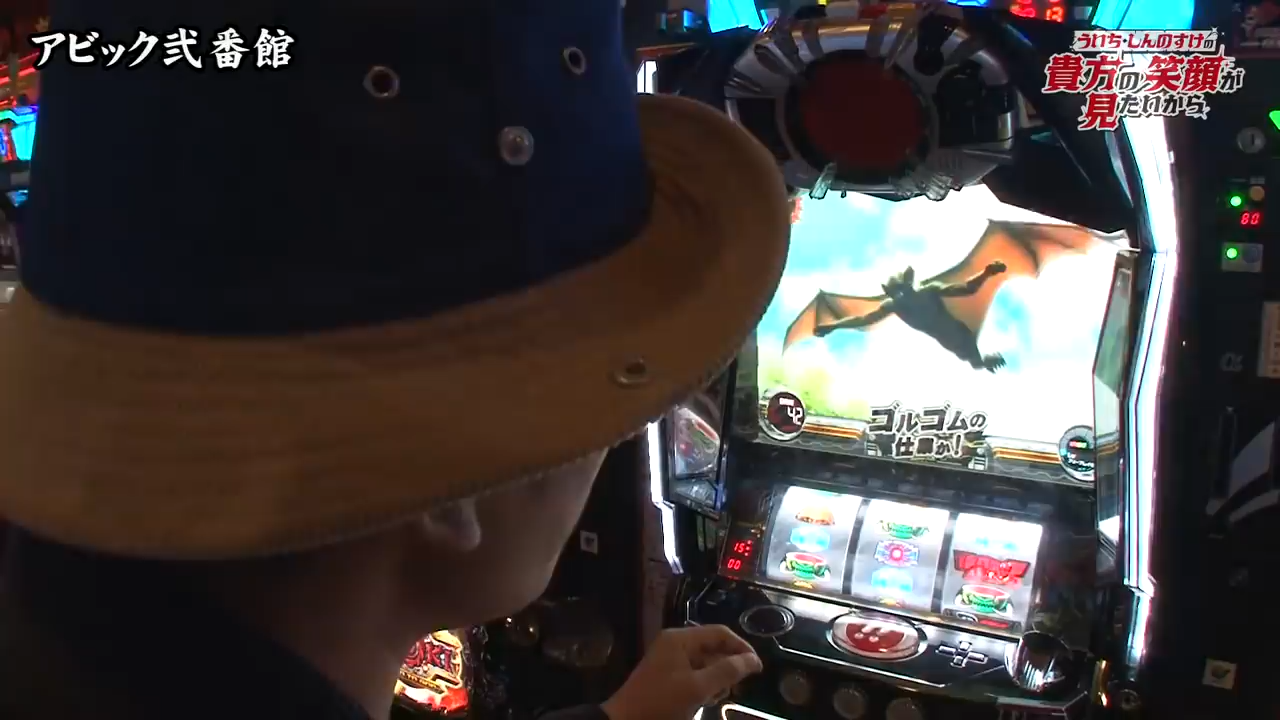 アビック弐番館
ういち・しんのすけの
貴方の笑顔が
見たいから
80
42
ゴルゴムの
仕業か!
15
00